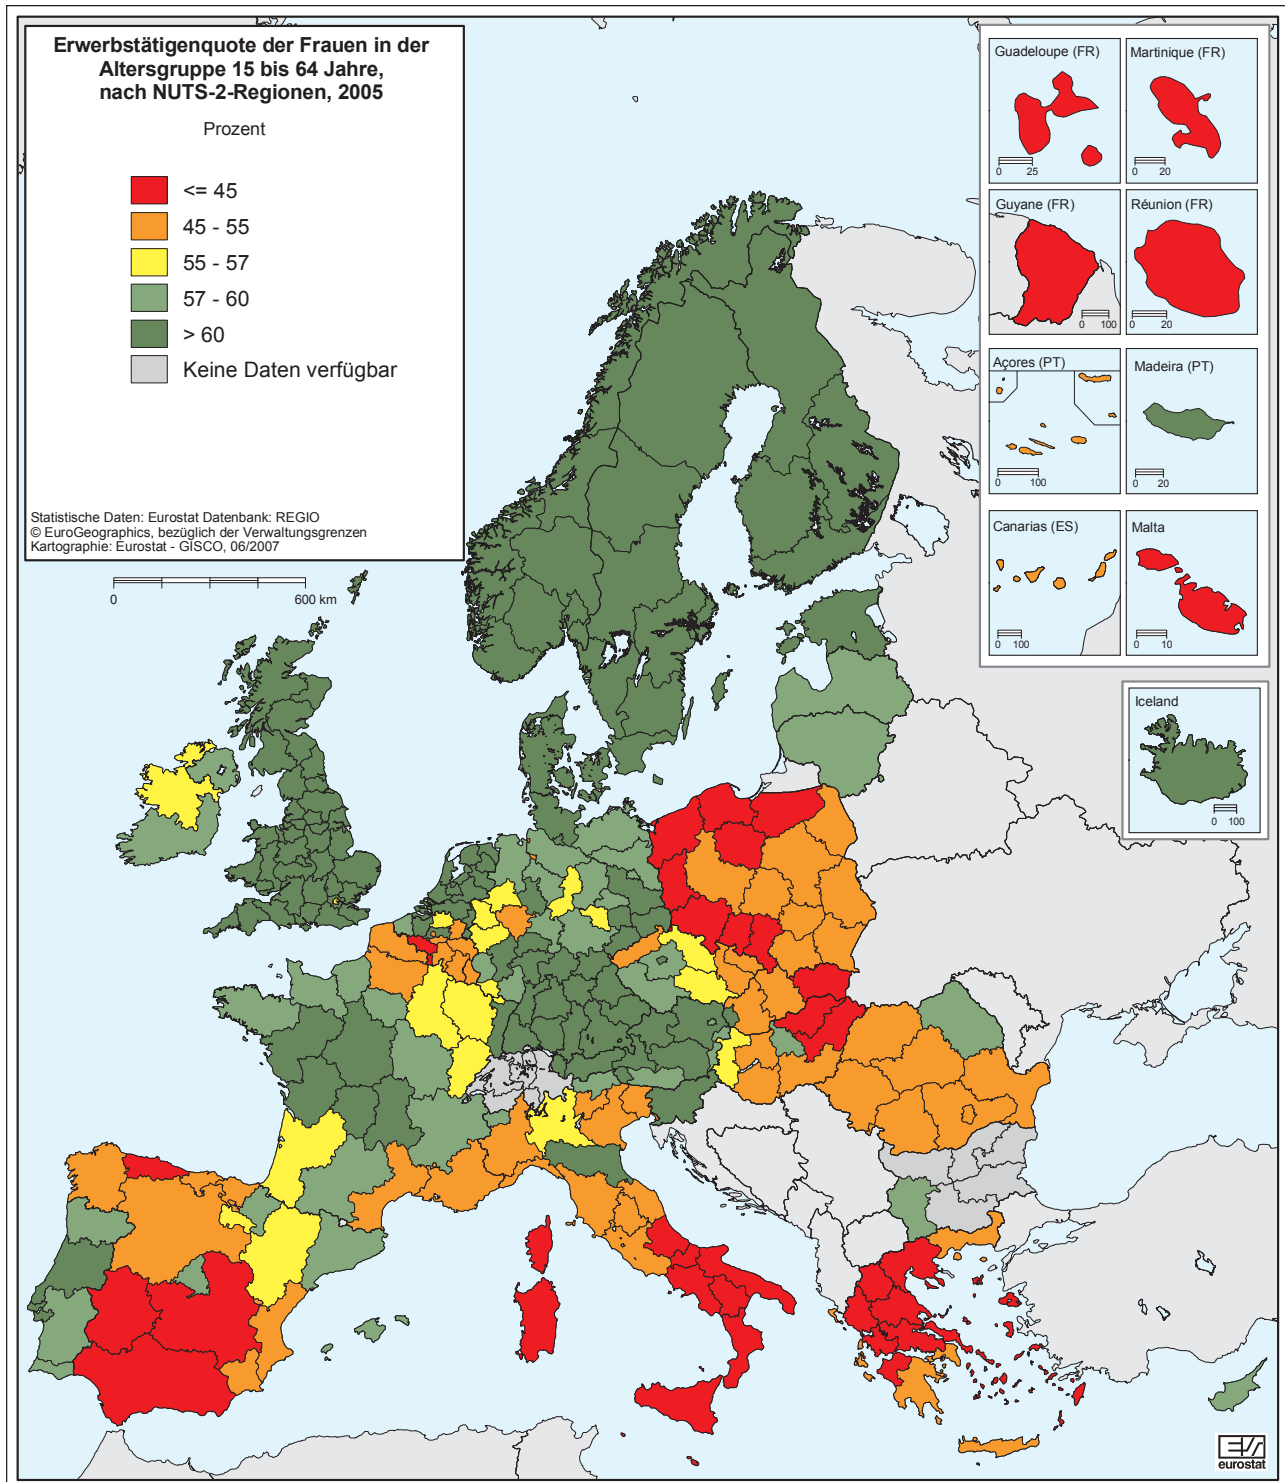 Erwerbstätigenquote der Frauen in der
Altersgruppe 15 bis 64 Jahre,
nach NUTS-2-Regionen, 2005
Prozent
<= 45
45 - 55
55 - 57
57 - 60
> 60
Keine Daten verfügbar
Statistische Daten: Eurostat Datenbank: REGIO
© EuroGeographics, bezüglich der Verwaltungsgrenzen
Kartographie: Eurostat - GISCO, 06/2007
0 600 km
Guadeloupe (FR)
0 25
Martinique (FR)
0 20
Guyane (FR)
0 100
Réunion (FR)
0 20
Açores (PT)
0 100
Madeira (PT)
0 20
Canarias (ES)
0 100
Malta
0 10
Iceland
0 100
eurostat